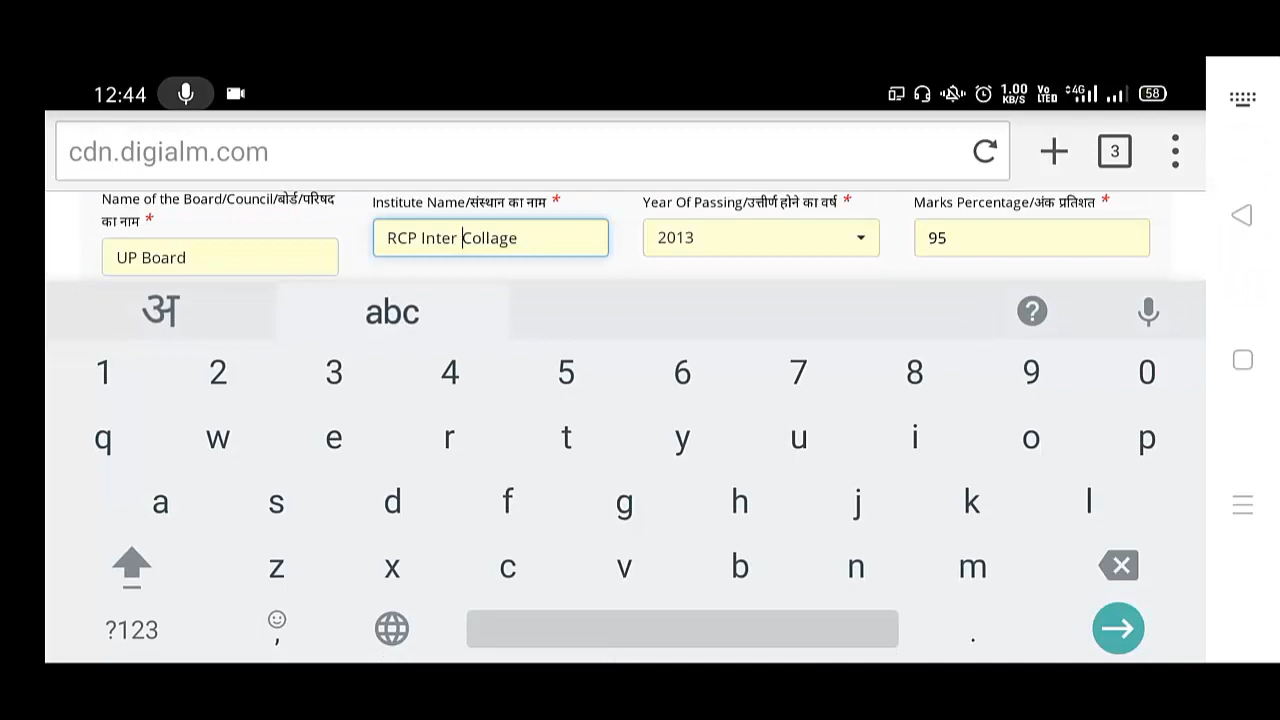 12:44 1.00 KB/S Vo LTED 4G 58
cdn.digialm.com 3
Name of the Board/Council/बोर्ड/परिषद
का नाम *
Institute Name/संस्थान का नाम *
Year Of Passing/उत्तीर्ण होने का वर्ष *
Marks Percentage/अंक प्रतिशत *
UP Board
RCP Inter Collage
2013
95
अ abc ?
1 2 3 4 5 6 7 8 9 0
q w e r t y u i o p
a s d f g h j k l
z x c v b n m
?123 , .